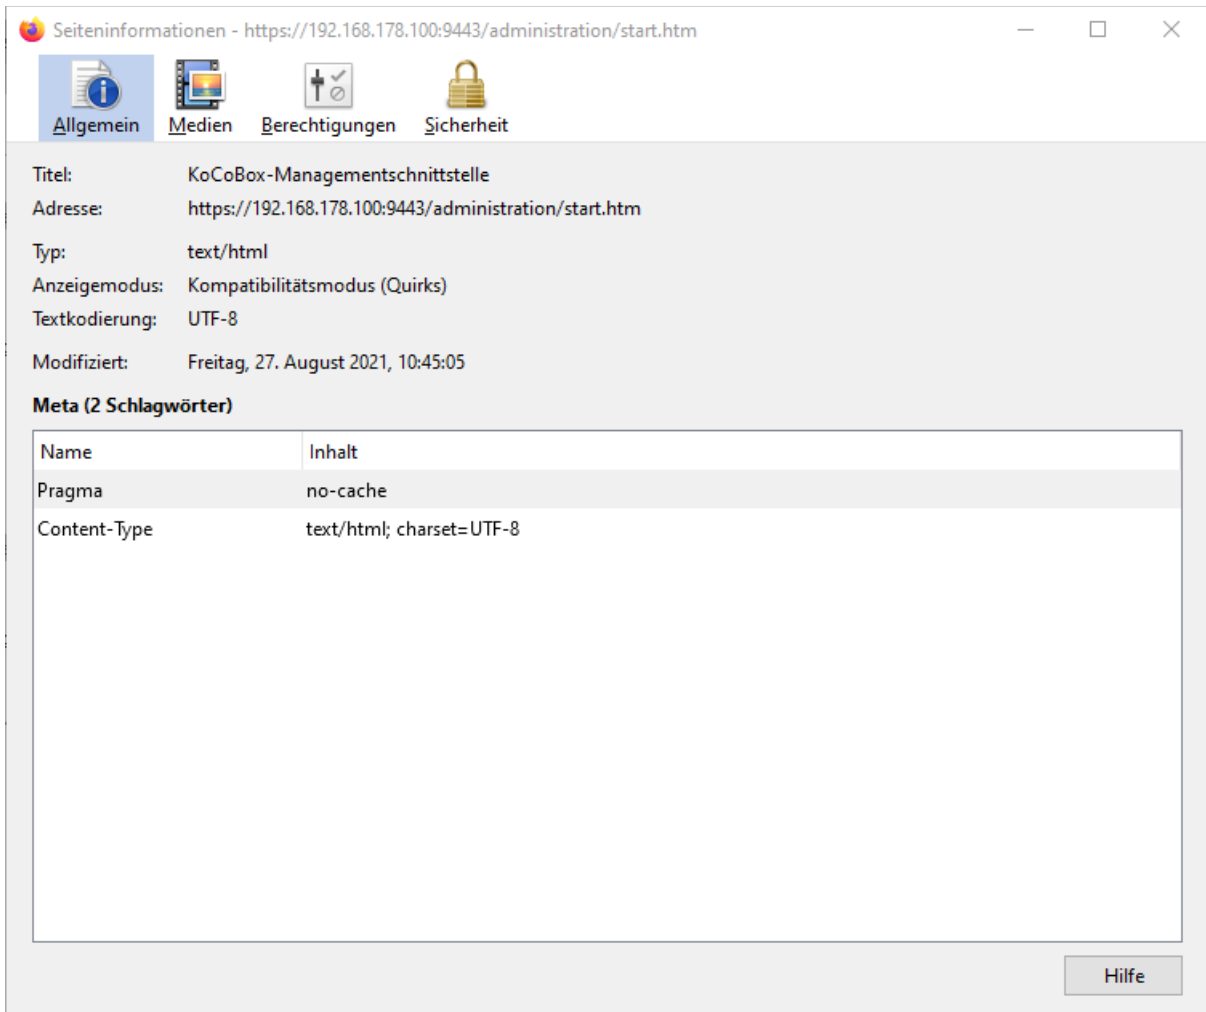 Seiteninformationen - https://192.168.178.100:9443/administration/start.htm
Allgemein Medien Berechtigungen Sicherheit
Titel: KoCoBox-Managementschnittstelle
Adresse: https://192.168.178.100:9443/administration/start.htm
Typ: text/html
Anzeigemodus: Kompatibilitätsmodus (Quirks)
Textkodierung: UTF-8
Modifiziert: Freitag, 27. August 2021, 10:45:05
Meta (2 Schlagwörter)
Name Inhalt
Pragma no-cache
Content-Type text/html; charset=UTF-8
Hilfe